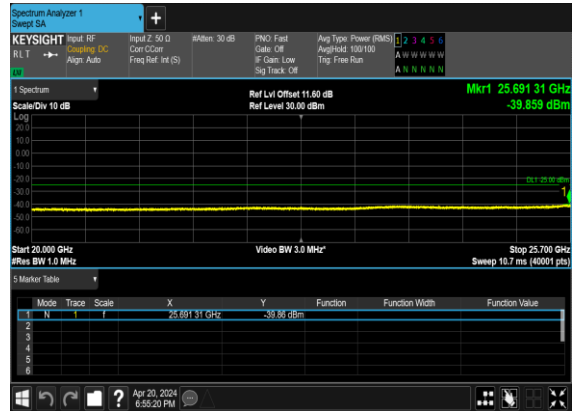 Spectrum Analyzer 1
Swept SA
+
KEYSIGHT Input: RF Input Z: 50 Ω #Atten: 30 dB PNO: Fast Avg Type: Power (RMS) 1 2 3 4 5 6
RLT Coupling: DC Corr CCorr Gate: Off Avg|Hold: 100/100 A W W W W W
Align: Auto Freq Ref: Int (S) IF Gain: Low Trig: Free Run
Sig Track: Off A N N N N N
1 Spectrum Ref Lvl Offset 11.60 dB Mkr1 25.691 31 GHz
Scale/Div 10 dB Ref Level 30.00 dBm -39.859 dBm
Log
20.0
10.0
0.00
-10.0
-20.0 DL1 -25.00 dBm
-30.0 1
-40.0
-50.0
-60.0
Start 20.000 GHz Video BW 3.0 MHz* Stop 25.700 GHz
#Res BW 1.0 MHz Sweep 10.7 ms (40001 pts)
5 Marker Table
Mode Trace Scale X Y Function Function Width Function Value
1 N 1 f 25.691 31 GHz -39.86 dBm
2
3
4
5
6
? Apr 20, 2024
6:55:20 PM